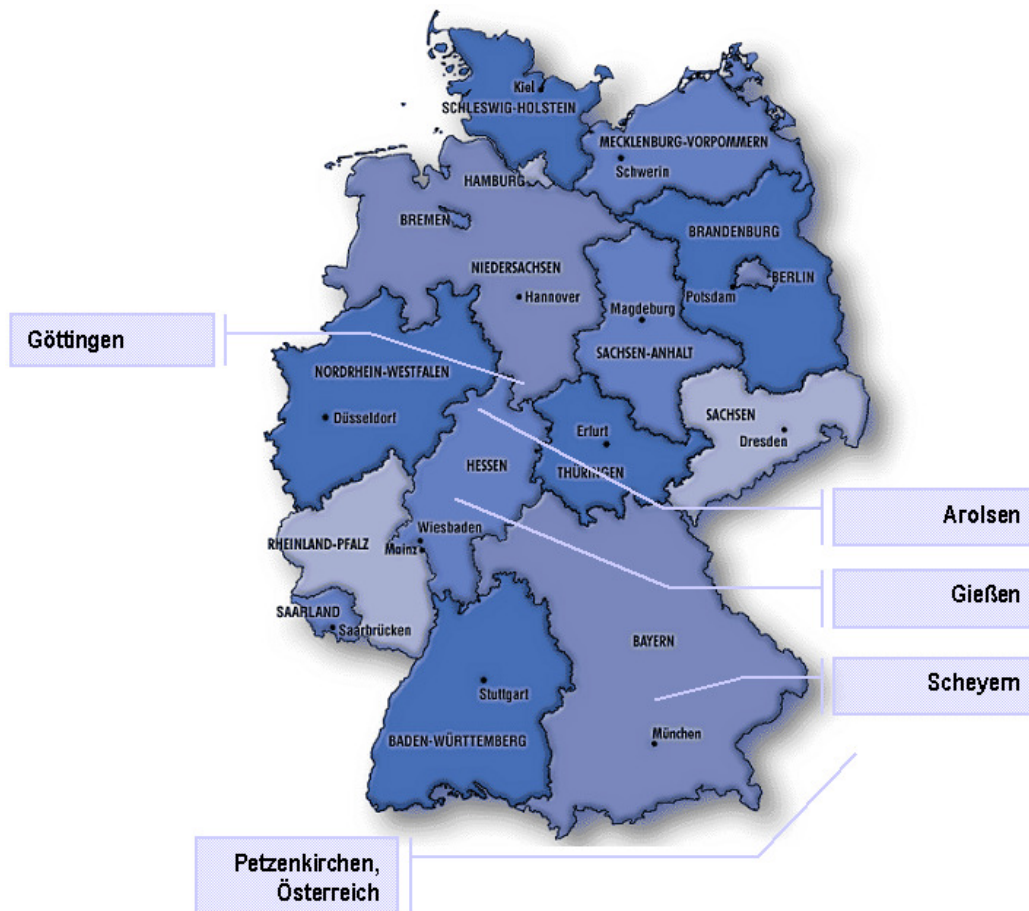 Kiel
SCHLESWIG-HOLSTEIN
MECKLENBURG-VORPOMMERN
Schwerin
HAMBURG
BREMEN
BRANDENBURG
NIEDERSACHSEN
BERLIN
Hannover
Potsdam
Magdeburg
Göttingen
SACHSEN-ANHALT
NORDRHEIN-WESTFALEN
Düsseldorf
SACHSEN
Erfurt
Dresden
HESSEN
THÜRINGEN
Arolsen
Wiesbaden
RHEINLAND-PFALZ
Mainz
Gießen
SAARLAND
Saarbrücken
BAYERN
Scheyern
Stuttgart
München
BADEN-WÜRTTEMBERG
Petzenkirchen,
Österreich